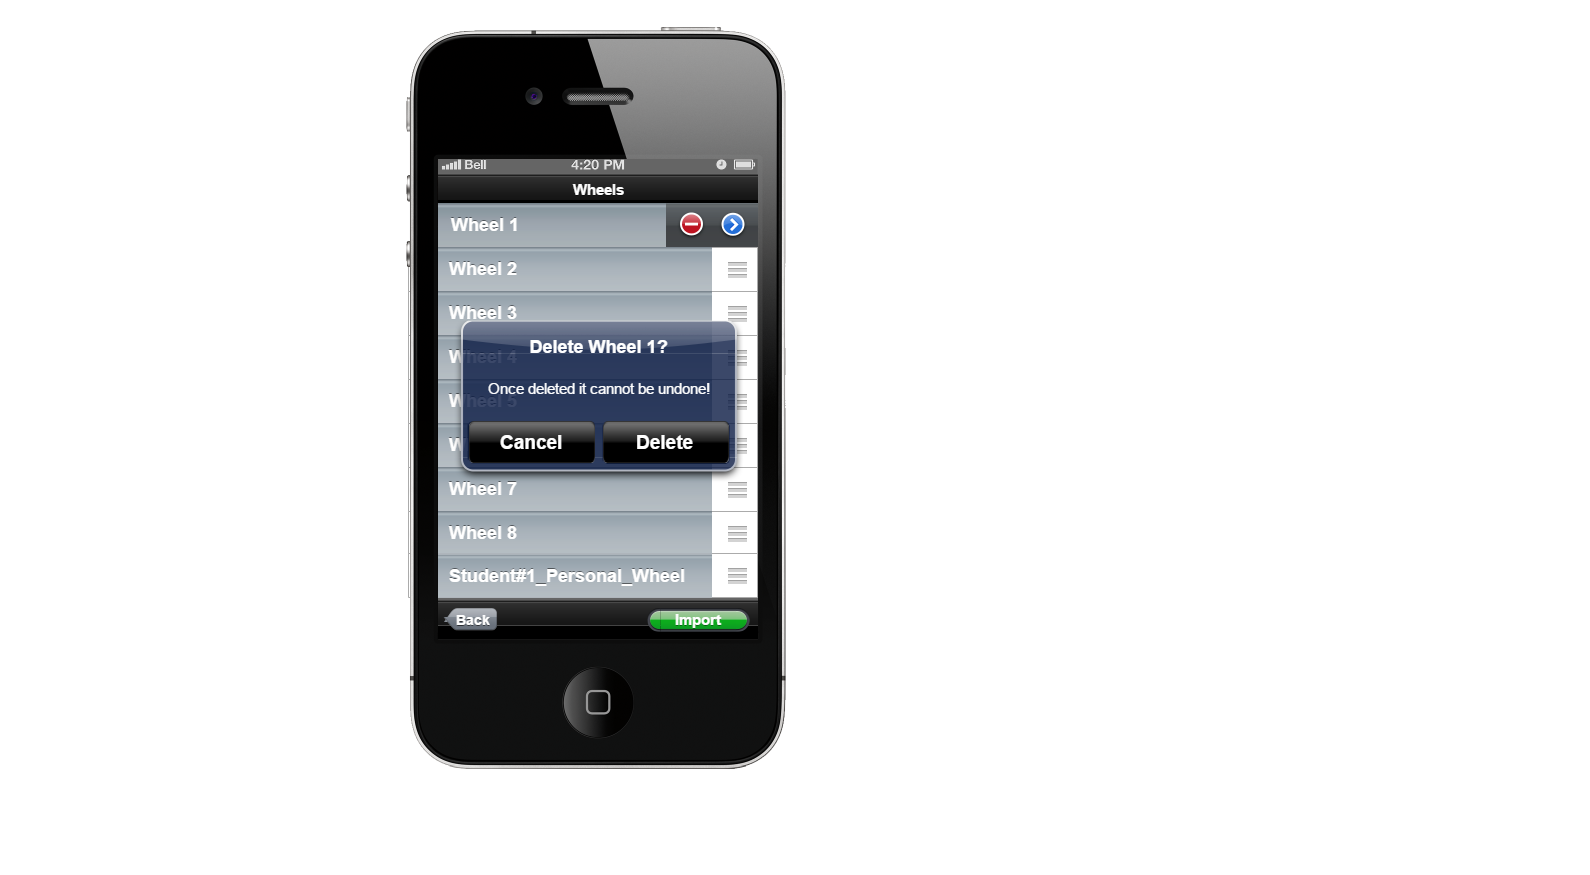 Bell 4:20 PM
Wheels
Wheel 1
Wheel 2
Wheel 3
Wheel 4
Delete Wheel 1?
Wheel 5
Once deleted it cannot be undone!
W
Cancel Delete
Wheel 7
Wheel 8
Student#1_Personal_Wheel
Back Import